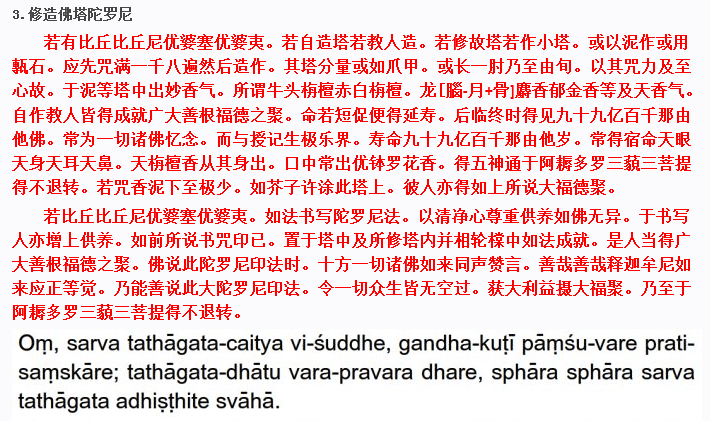 3. 修造佛塔陀罗尼
若有比丘比丘尼优婆塞优婆夷。若自造塔若教人造。若修故塔若作小塔。或以泥作或用
甎石。应先咒满一千八遍然后造作。其塔分量或如爪甲。或长一肘乃至由旬。以其咒力及至
心故。于泥等塔中出妙香气。所谓牛头栴檀赤白栴檀。龙[腦-月+骨]麝香郁金香等及天香气。
自作教人皆得成就广大善根福德之聚。命若短促便得延寿。后临终时得见九十九亿百千那由
他佛。常为一切诸佛忆念。而与授记生极乐界。寿命九十九亿百千那由他岁。常得宿命天眼
天身天耳天鼻。天栴檀香从其身出。口中常出优钵罗花香。得五神通于阿耨多罗三藐三菩提
得不退转。若咒香泥下至极少。如芥子许涂此塔上。彼人亦得如上所说大福德聚。
若比丘比丘尼优婆塞优婆夷。如法书写陀罗尼法。以清净心尊重供养如佛无异。于书写
人亦增上供养。如前所说书咒印已。置于塔中及所修塔内并相轮橖中如法成就。是人当得广
大善根福德之聚。佛说此陀罗尼印法时。十方一切诸佛如来同声赞言。善哉善哉释迦牟尼如
来应正等觉。乃能善说此大陀罗尼印法。令一切众生皆无空过。获大利益摄大福聚。乃至于
阿耨多罗三藐三菩提得不退转。
Oṃ, sarva tathāgata-caitya vi-śuddhe, gandha-kuṭī pāṃśu-vare prati-
saṃskāre; tathāgata-dhātu vara-pravara dhare, sphāra sphāra sarva
tathāgata adhiṣṭhite svāhā.